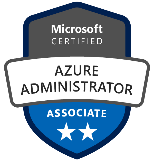 Microsoft
CERTIFIED
AZURE
ADMINISTRATOR
ASSOCIATE